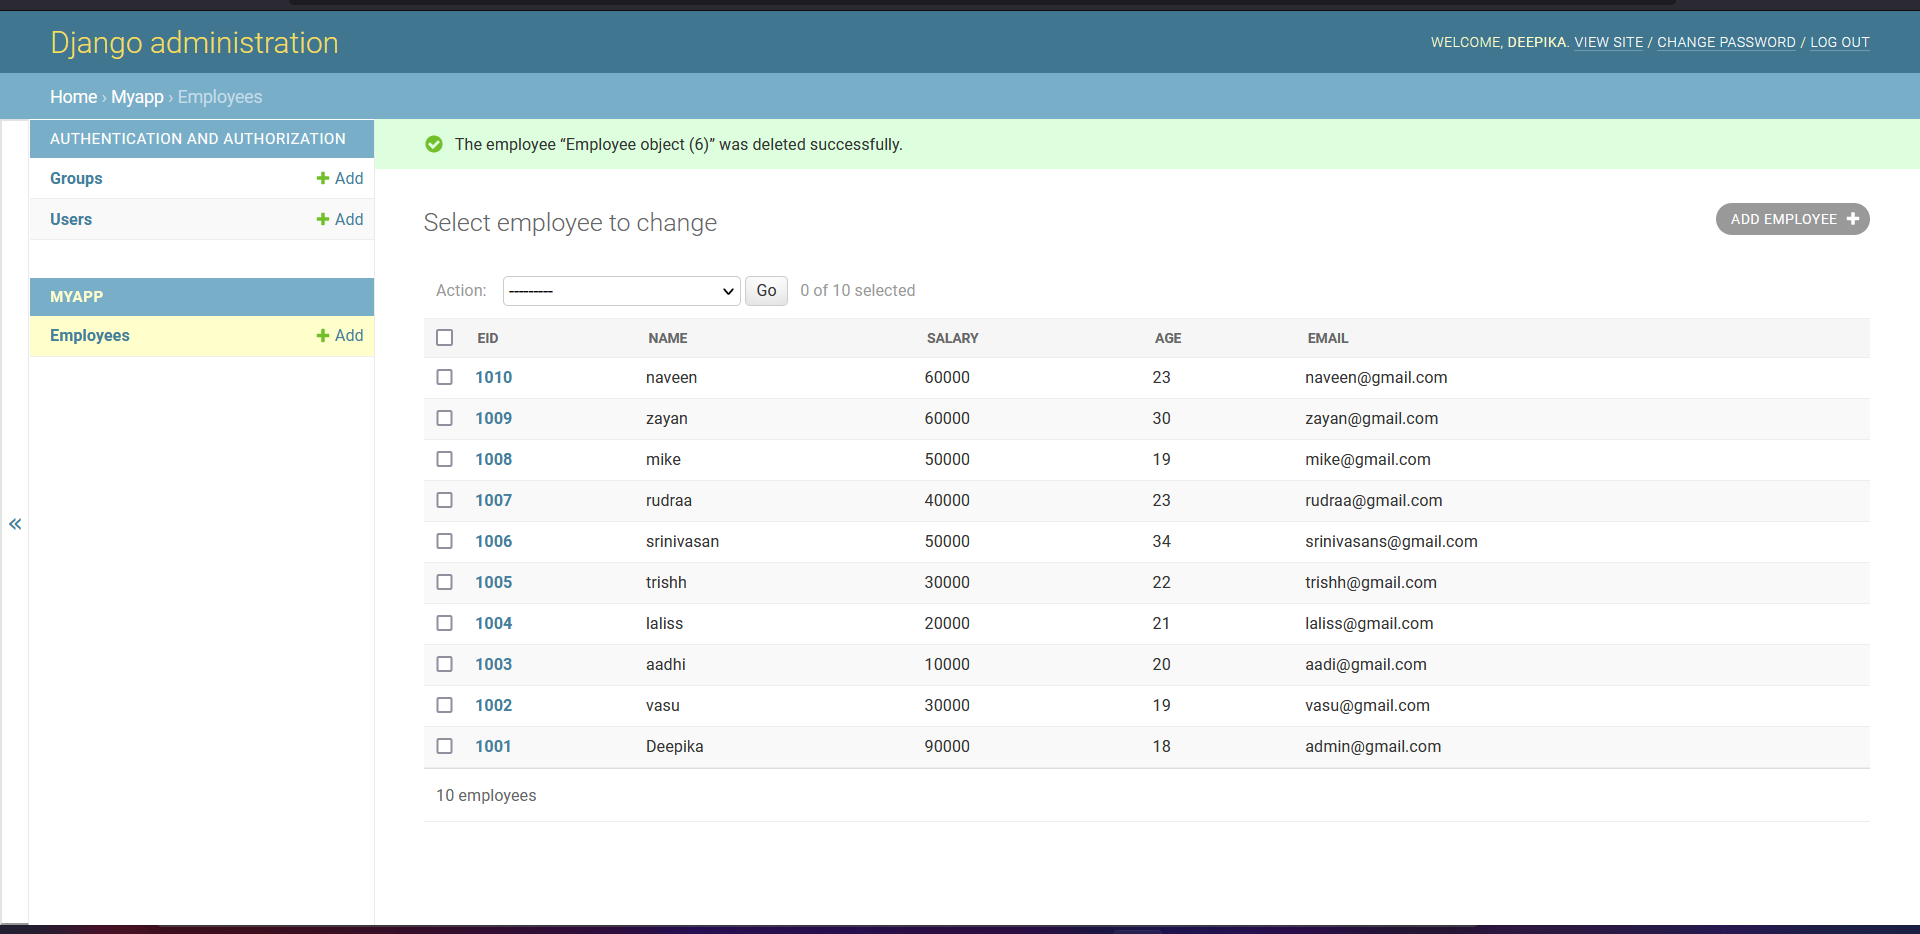 Django administration
WELCOME, DEEPIKA. VIEW SITE / CHANGE PASSWORD / LOG OUT
Home › Myapp › Employees
AUTHENTICATION AND AUTHORIZATION
Groups + Add
Users + Add
MYAPP
Employees + Add
«
The employee “Employee object (6)” was deleted successfully.
Select employee to change
ADD EMPLOYEE +
Action: --------- Go 0 of 10 selected
EID NAME SALARY AGE EMAIL
1010 naveen 60000 23 naveen@gmail.com
1009 zayan 60000 30 zayan@gmail.com
1008 mike 50000 19 mike@gmail.com
1007 rudraa 40000 23 rudraa@gmail.com
1006 srinivasan 50000 34 srinivasans@gmail.com
1005 trishh 30000 22 trishh@gmail.com
1004 laliss 20000 21 laliss@gmail.com
1003 aadhi 10000 20 aadi@gmail.com
1002 vasu 30000 19 vasu@gmail.com
1001 Deepika 90000 18 admin@gmail.com
10 employees